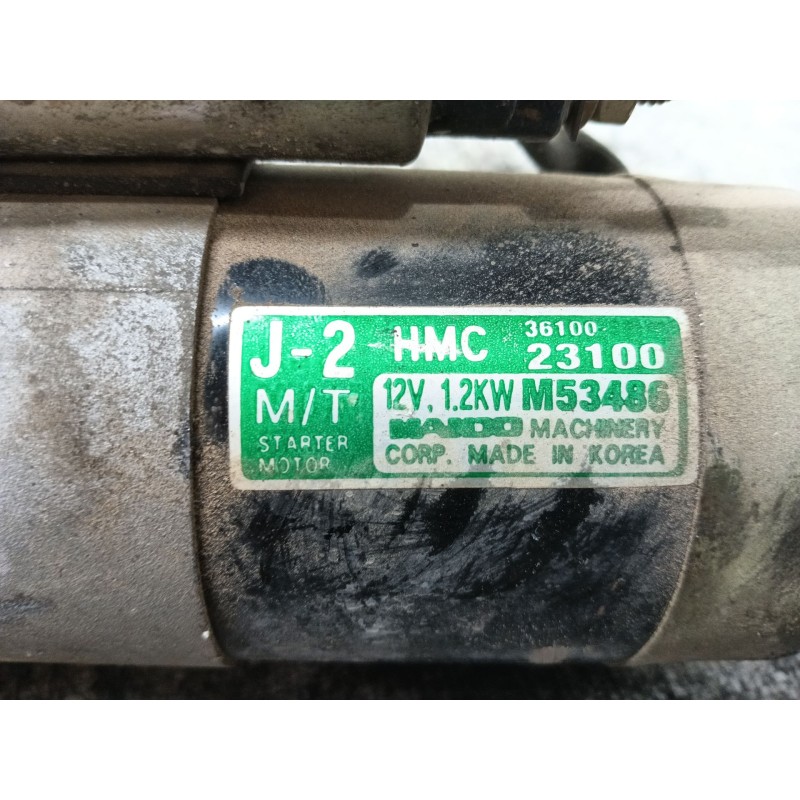 J-2 HMC 36100-
23100
M/T 12V, 1.2KW M53486
STARTER MANDO MACHINERY
MOTOR CORP. MADE IN KOREA